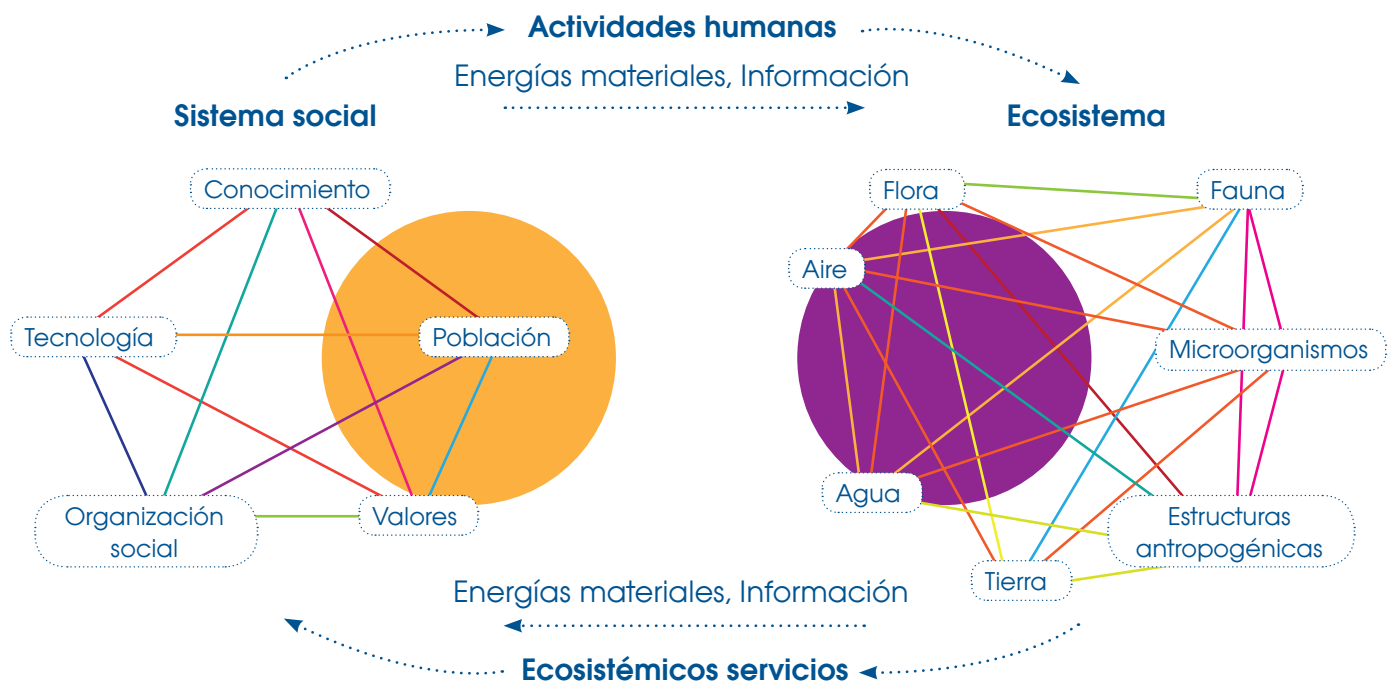 Actividades humanas
Energías materiales, Información
Sistema social
Ecosistema
Conocimiento
Tecnología
Población
Organización
social
Valores
Flora
Fauna
Aire
Microorganismos
Agua
Estructuras
antropogénicas
Tierra
Energías materiales, Información
Ecosistémicos servicios